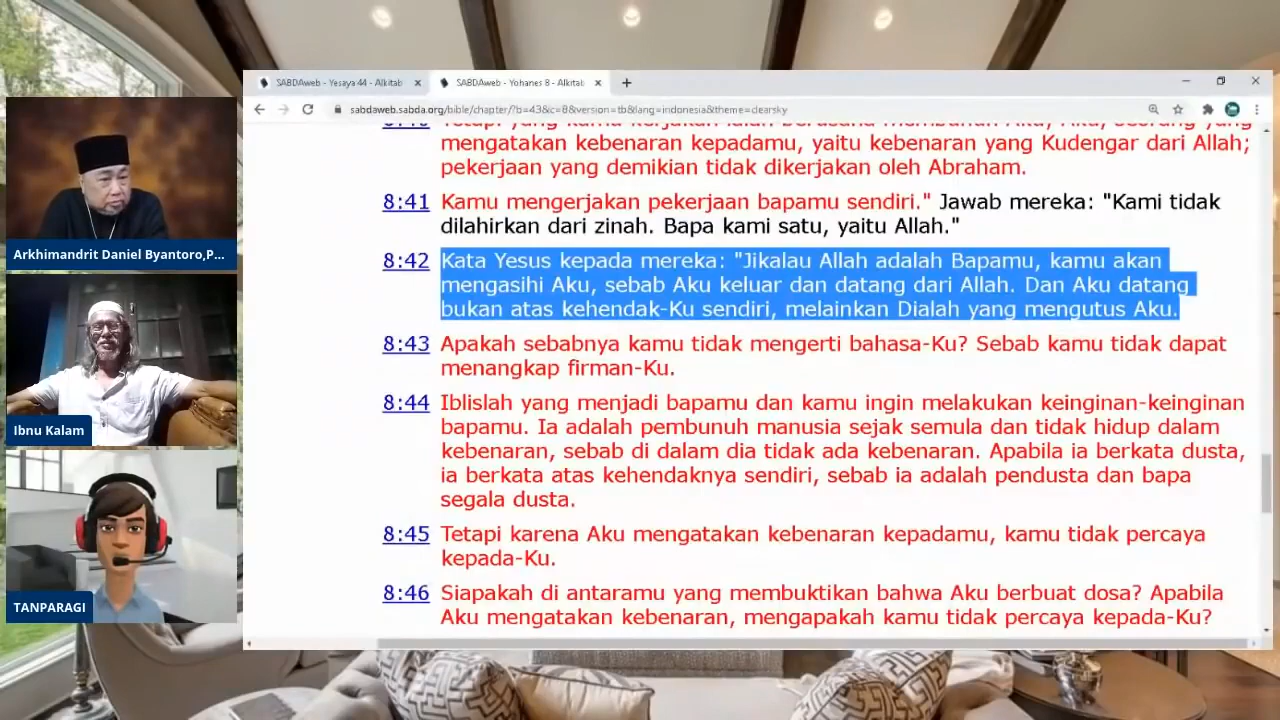 SABDAweb - Yesaya 44 - Alkitab
SABDAweb - Yohanes 8 - Alkitab
sabdaweb.sabda.org/bible/chapter/?b=43&c=8&version=tb&lang=indonesia&theme=clearsky
mengatakan kebenaran kepadamu, yaitu kebenaran yang Kudengar dari Allah;
pekerjaan yang demikian tidak dikerjakan oleh Abraham.
8:41 Kamu mengerjakan pekerjaan bapamu sendiri." Jawab mereka: "Kami tidak
dilahirkan dari zinah. Bapa kami satu, yaitu Allah."
8:42 Kata Yesus kepada mereka: "Jikalau Allah adalah Bapamu, kamu akan
mengasihi Aku, sebab Aku keluar dan datang dari Allah. Dan Aku datang
bukan atas kehendak-Ku sendiri, melainkan Dialah yang mengutus Aku.
8:43 Apakah sebabnya kamu tidak mengerti bahasa-Ku? Sebab kamu tidak dapat
menangkap firman-Ku.
8:44 Iblislah yang menjadi bapamu dan kamu ingin melakukan keinginan-keinginan
bapamu. Ia adalah pembunuh manusia sejak semula dan tidak hidup dalam
kebenaran, sebab di dalam dia tidak ada kebenaran. Apabila ia berkata dusta,
ia berkata atas kehendaknya sendiri, sebab ia adalah pendusta dan bapa
segala dusta.
8:45 Tetapi karena Aku mengatakan kebenaran kepadamu, kamu tidak percaya
kepada-Ku.
8:46 Siapakah di antaramu yang membuktikan bahwa Aku berbuat dosa? Apabila
Aku mengatakan kebenaran, mengapakah kamu tidak percaya kepada-Ku?
Arkhimandrit Daniel Byantoro,P...
Ibnu Kalam
TANPARAGI